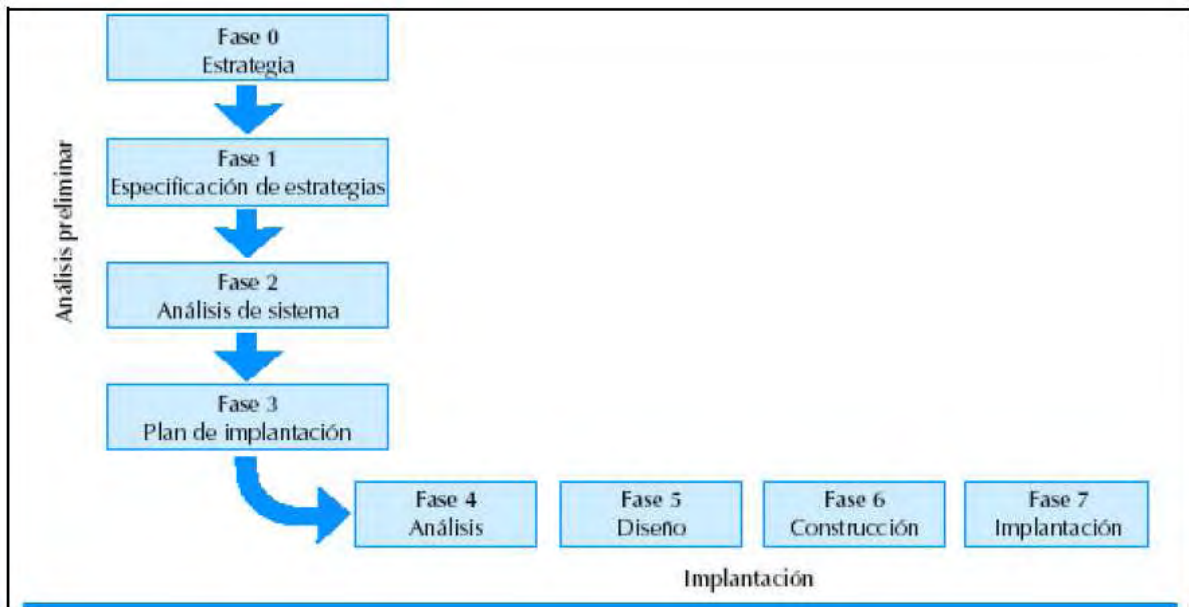 Fase 0
Estrategia
Análisis preliminar
Fase 1
Especificación de estrategias
Fase 2
Análisis de sistema
Fase 3
Plan de implantación
Fase 4
Análisis
Fase 5
Diseño
Fase 6
Construcción
Fase 7
Implantación
Implantación